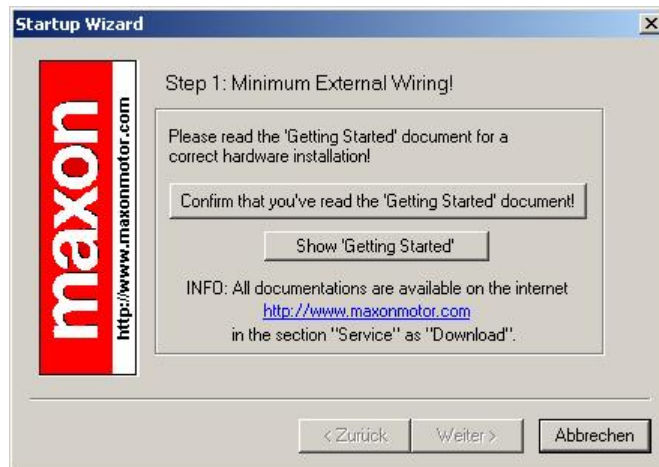 Startup Wizard
maxon
http://www.maxonmotor.com
Step 1: Minimum External Wiring!
Please read the 'Getting Started' document for a
correct hardware installation!
Confirm that you've read the 'Getting Started' document!
Show 'Getting Started'
INFO: All documentations are available on the internet
http://www.maxonmotor.com
in the section "Service" as "Download".
< Zurück
Weiter >
Abbrechen